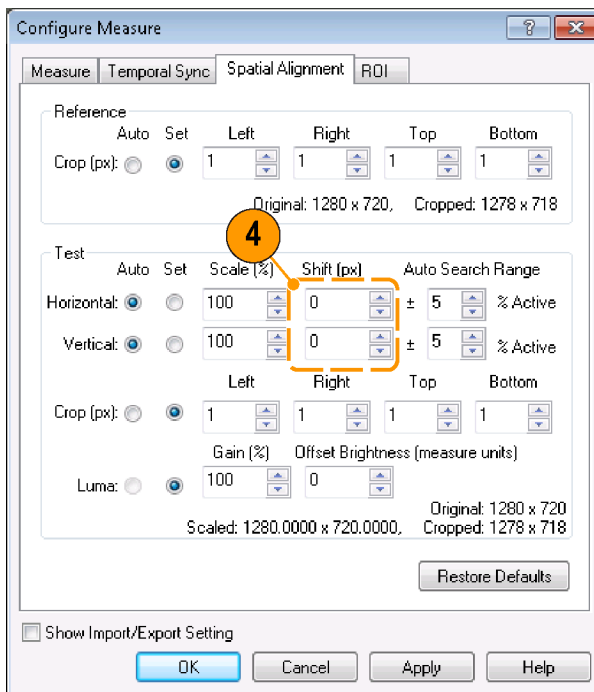 Configure Measure
Measure Temporal Sync Spatial Alignment ROI
Reference
Auto Set Left Right Top Bottom
Crop (px): 1 1 1 1
Original: 1280 x 720, Cropped: 1278 x 718
4
Test
Auto Set Scale (%) Shift (px) Auto Search Range
Horizontal: 100 0 ± 5 % Active
Vertical: 100 0 ± 5 % Active
Left Right Top Bottom
Crop (px): 1 1 1 1
Gain (%) Offset Brightness (measure units)
Luma: 100 0
Original: 1280 x 720
Scaled: 1280.0000 x 720.0000, Cropped: 1278 x 718
Restore Defaults
Show Import/Export Setting
OK Cancel Apply Help